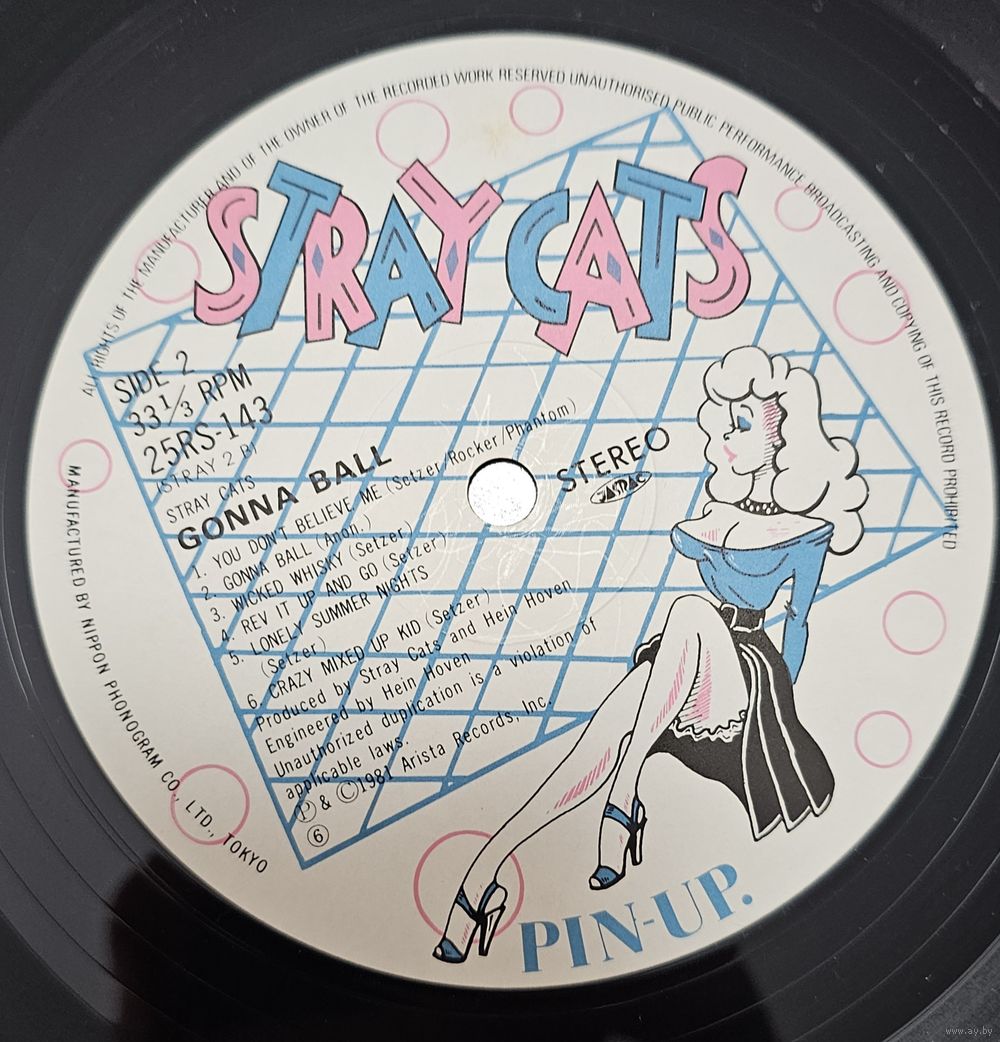 ALL RIGHTS OF THE MANUFACTURER AND OF THE OWNER OF THE RECORDED WORK RESERVED UNAUTHORISED PUBLIC PERFORMANCE BROADCASTING AND COPYING OF THIS RECORD PROHIBITED
STRAY CATS
SIDE 2
33 1/3 RPM
25RS-143
(STRAY 2 B)
STRAY CATS
GONNA BALL
STEREO
JASRAC
1. YOU DON'T BELIEVE ME (Setzer/Rocker/Phantom)
2. GONNA BALL (Anon.)
3. WICKED WHISKY (Setzer)
4. REV IT UP AND GO (Setzer)
5. LONELY SUMMER NIGHTS
(Setzer)
6. CRAZY MIXED UP KID (Setzer)
Produced by Stray Cats and Hein Hoven
Engineered by Hein Hoven
Unauthorized duplication is a violation of
applicable laws.
Ⓟ & ©1981 Arista Records, Inc.
⑥
MANUFACTURED BY NIPPON PHONOGRAM CO., LTD., TOKYO
PIN-UP.
www.ay.by